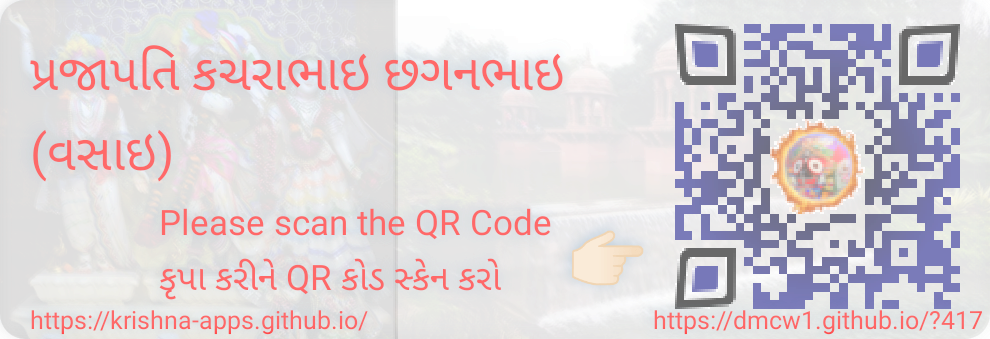 પ્રજાપતિ કચરાભાઇ છગનભાઇ
(વસાઇ)
Please scan the QR Code
કૃપા કરીને QR કોડ સ્કેન કરો
https://krishna-apps.github.io/
https://dmcw1.github.io/?417